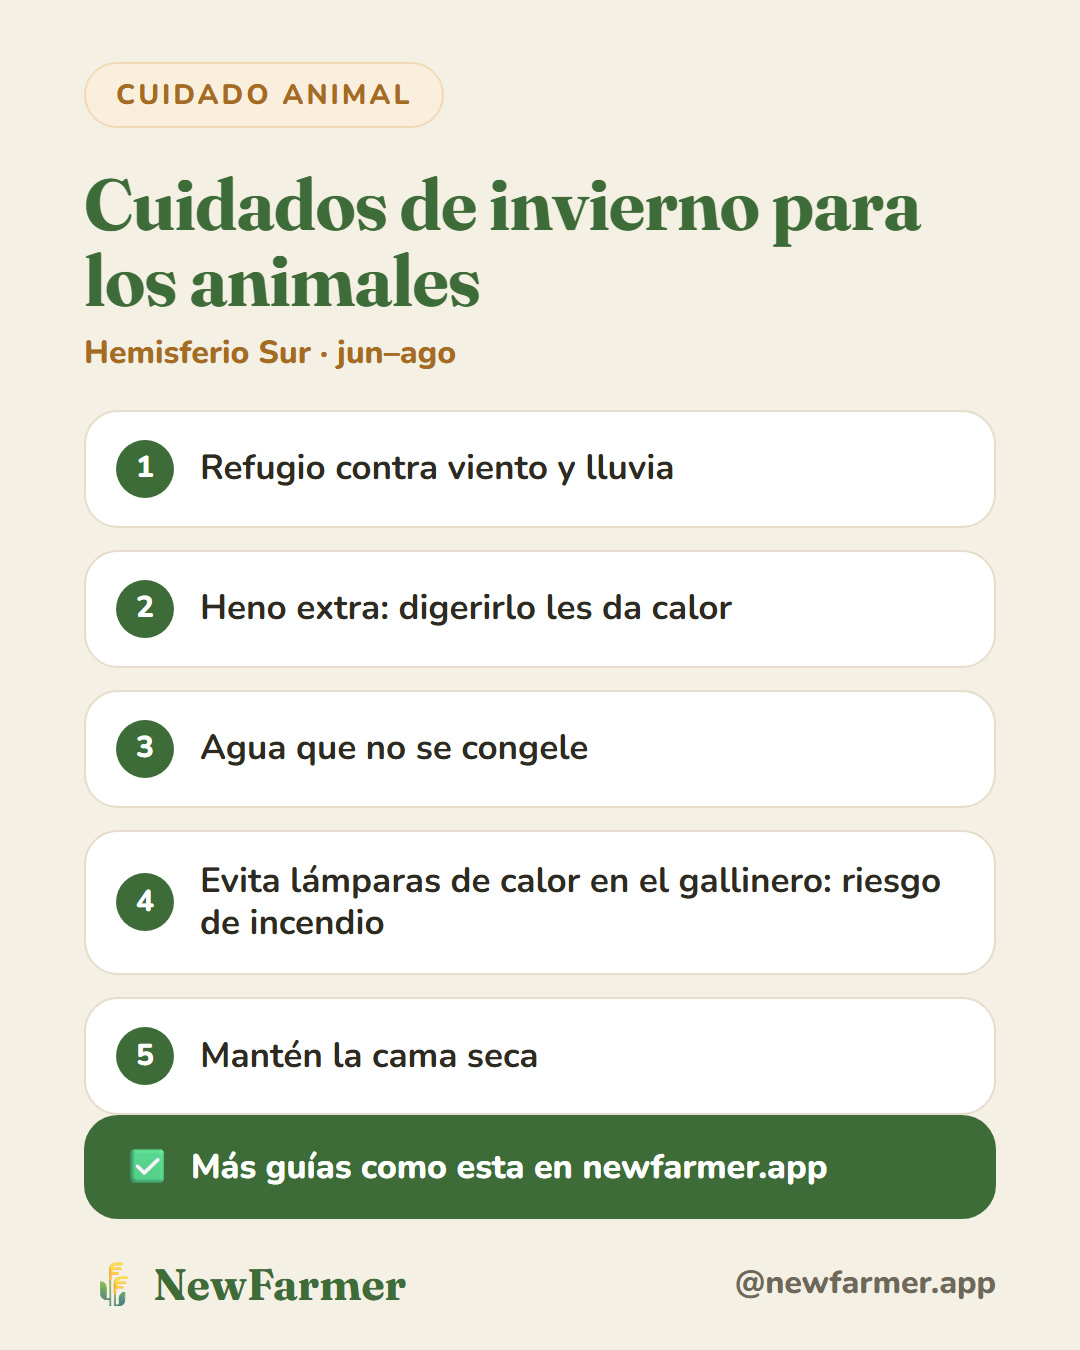 CUIDADO ANIMAL
Cuidados de invierno para
los animales
Hemisferio Sur · jun–ago
1 Refugio contra viento y lluvia
2 Heno extra: digerirlo les da calor
3 Agua que no se congele
4 Evita lámparas de calor en el gallinero: riesgo
de incendio
5 Mantén la cama seca
Más guías como esta en newfarmer.app
NewFarmer
@newfarmer.app